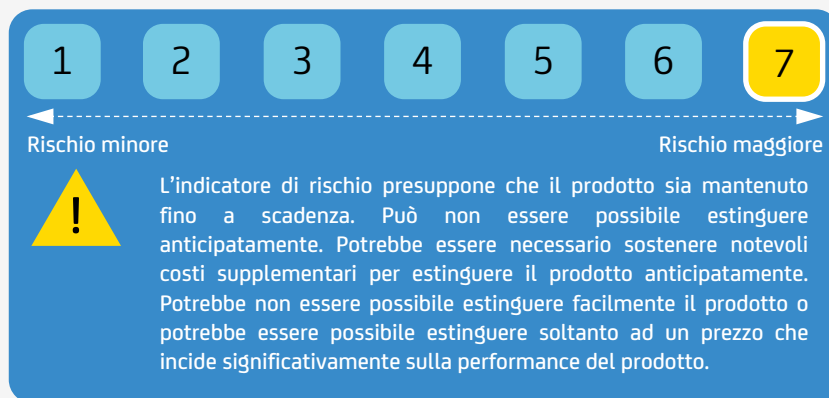 1 2 3 4 5 6 7
Rischio minore Rischio maggiore
!
L'indicatore di rischio presuppone che il prodotto sia mantenuto
fino a scadenza. Può non essere possibile estinguere
anticipatamente. Potrebbe essere necessario sostenere notevoli
costi supplementari per estinguere il prodotto anticipatamente.
Potrebbe non essere possibile estinguere facilmente il prodotto o
potrebbe essere possibile estinguere soltanto ad un prezzo che
incide significativamente sulla performance del prodotto.